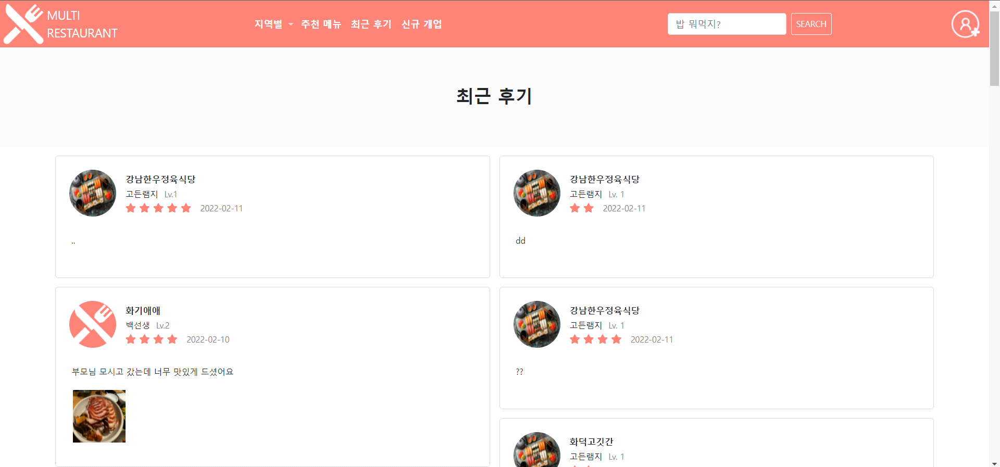 MULTI
RESTAURANT
지역별 추천 메뉴 최근 후기 신규 개업
밥 뭐먹지?
SEARCH
최근 후기
강남한우정육식당
고든램지 Lv.1
2022-02-11
..
강남한우정육식당
고든램지 Lv. 1
2022-02-11
dd
화기애애
백선생 Lv.2
2022-02-10
부모님 모시고 갔는데 너무 맛있게 드셨어요
강남한우정육식당
고든램지 Lv. 1
2022-02-11
??
화덕고깃간
고든램지 Lv. 1